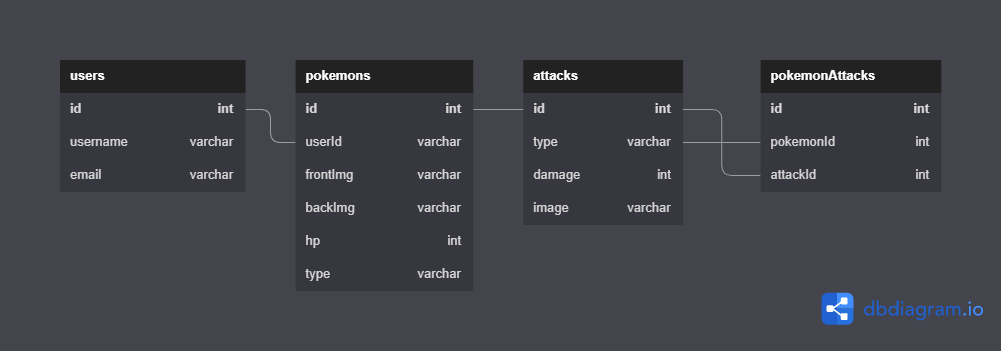 users
id int
username varchar
email varchar
pokemons
id int
userId varchar
frontImg varchar
backImg varchar
hp int
type varchar
attacks
id int
type varchar
damage int
image varchar
pokemonAttacks
id int
pokemonId int
attackId int
dbdiagram.io